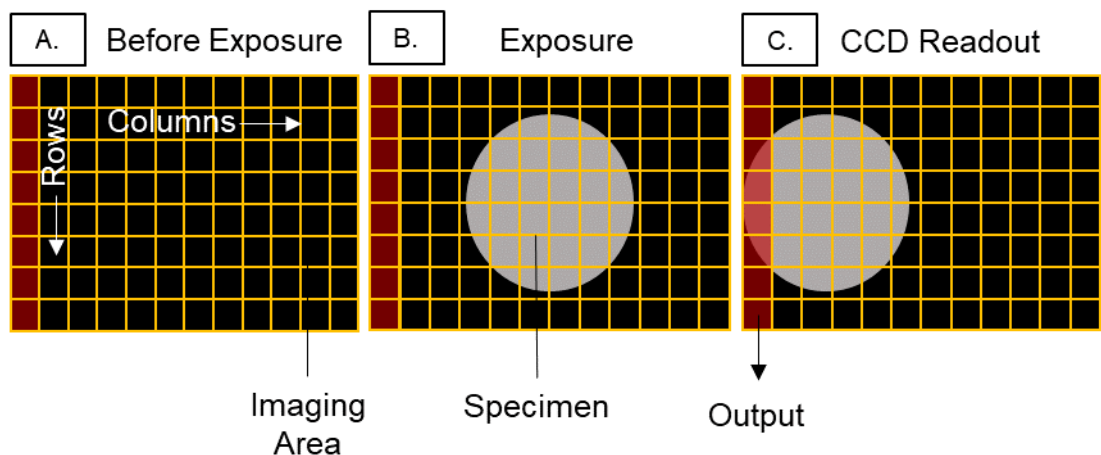 A. Before Exposure
B. Exposure
C. CCD Readout
Columns
Rows
Imaging
Area
Specimen
Output